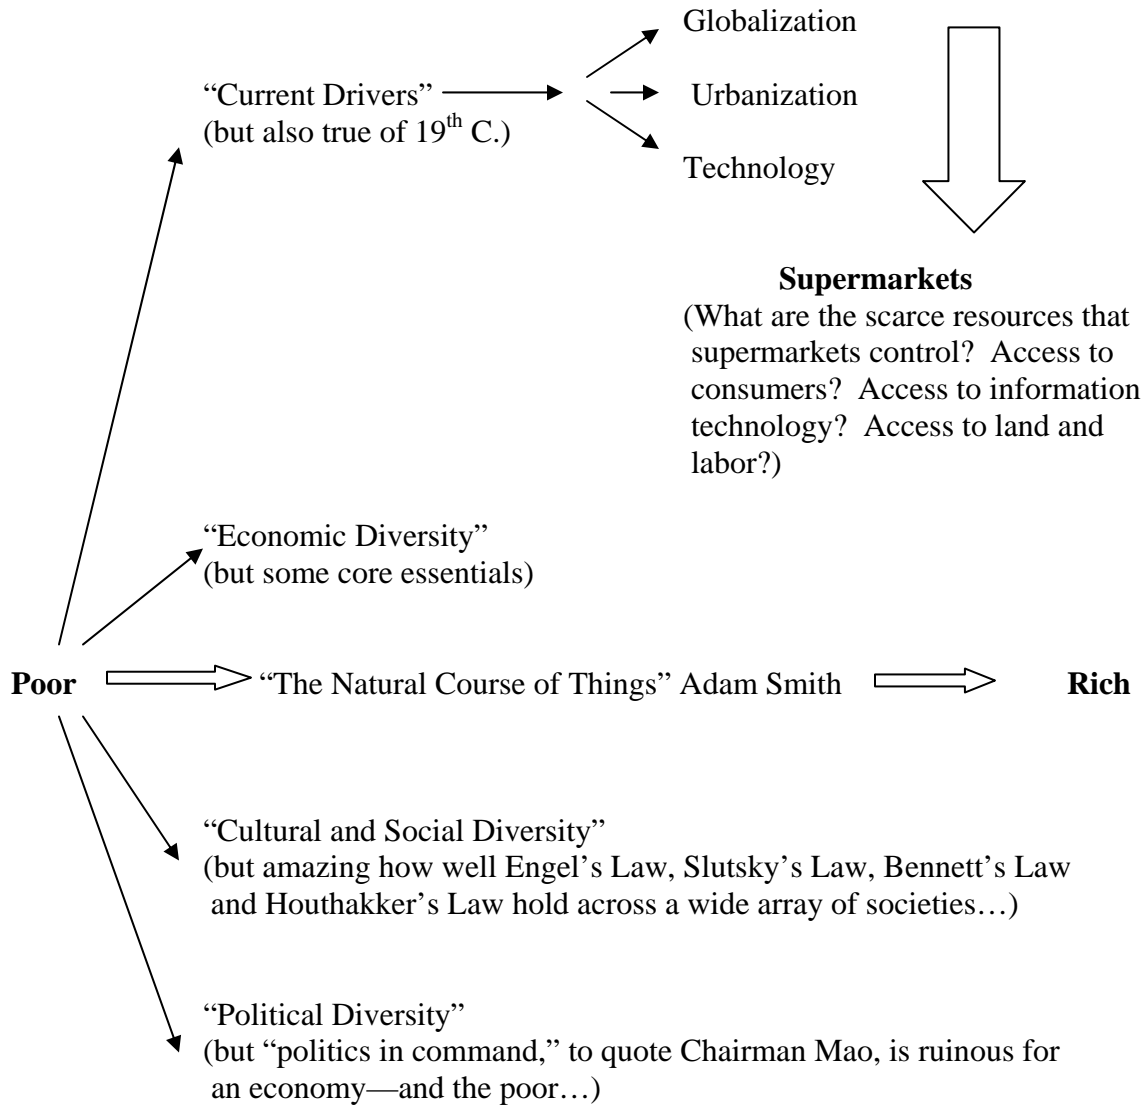 Globalization
“Current Drivers”
(but also true of 19th C.)
Urbanization
Technology
Supermarkets
(What are the scarce resources that
supermarkets control?  Access to
consumers?  Access to information
technology?  Access to land and
labor?)
“Economic Diversity”
(but some core essentials)
Poor
“The Natural Course of Things” Adam Smith
Rich
“Cultural and Social Diversity”
(but amazing how well Engel’s Law, Slutsky’s Law, Bennett’s Law
and Houthakker’s Law hold across a wide array of societies…)
“Political Diversity”
(but “politics in command,” to quote Chairman Mao, is ruinous for
an economy—and the poor…)